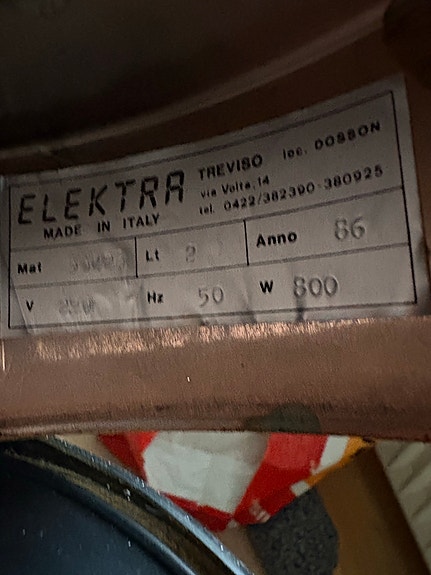 ELEKTRA
TREVISO loc. DOSSON
via Volta, 14
tel. 0422/382390-380925
MADE IN ITALY
Mat Lt 2 Anno 86
V Hz 50 W 800